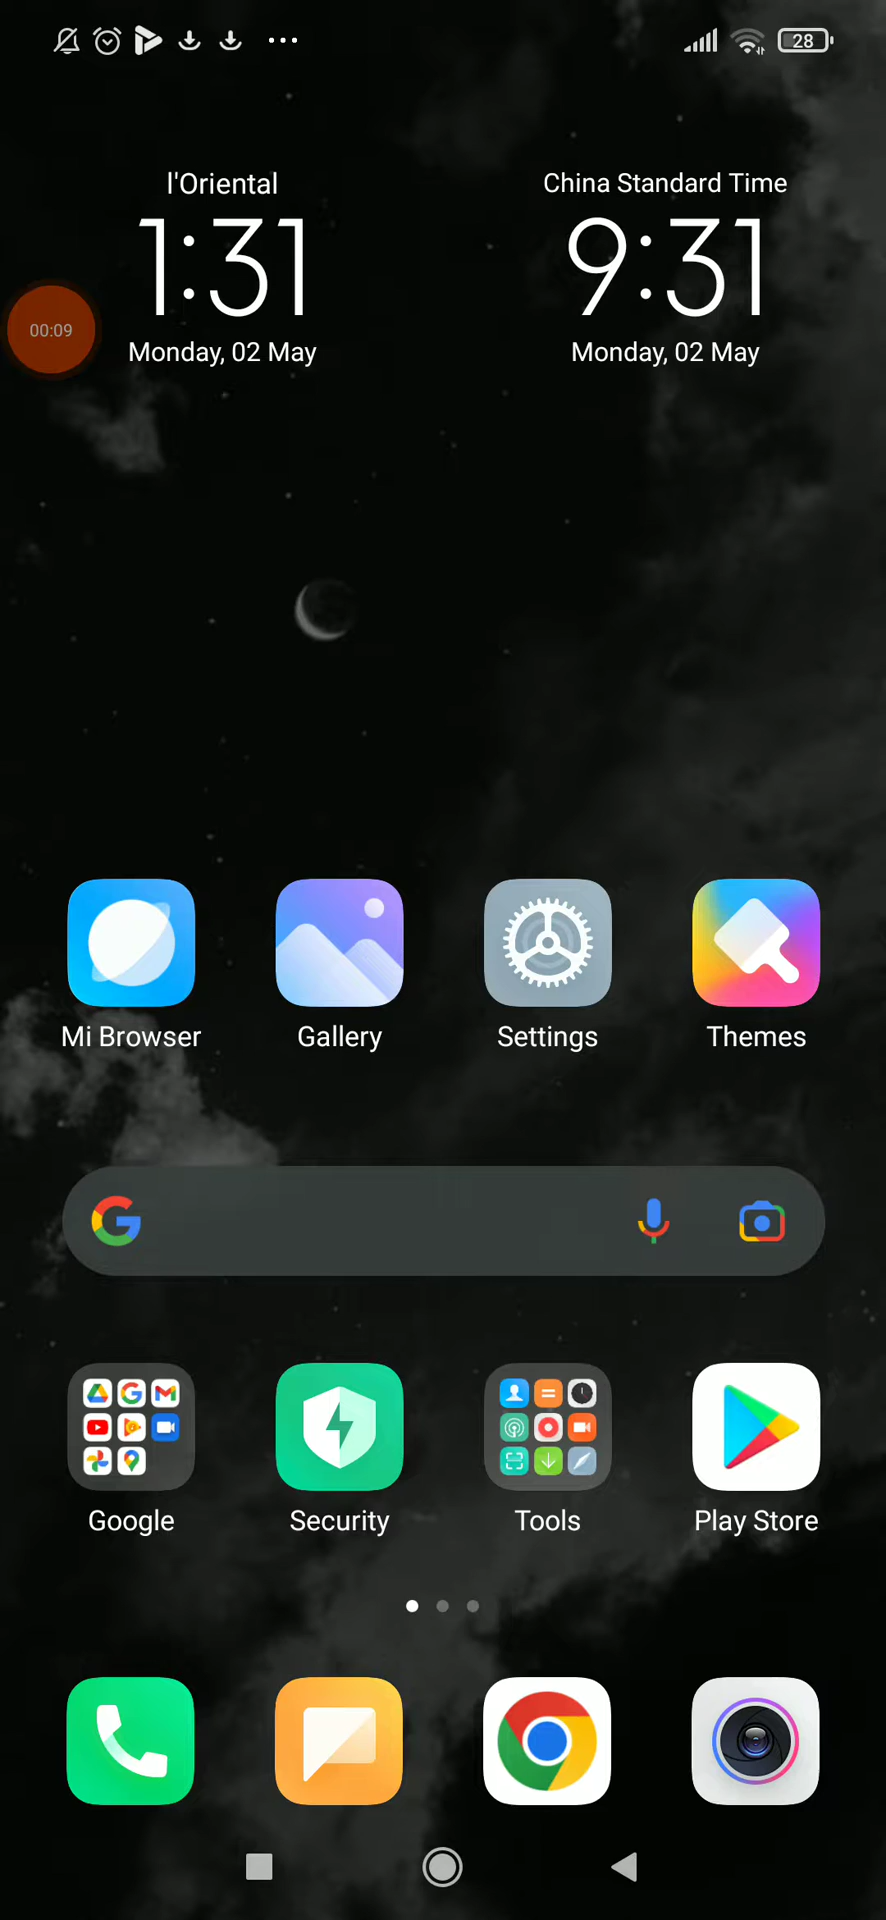 28
l'Oriental
1:31
Monday, 02 May
China Standard Time
9:31
Monday, 02 May
00:09
Mi Browser
Gallery
Settings
Themes
Google
Security
Tools
Play Store